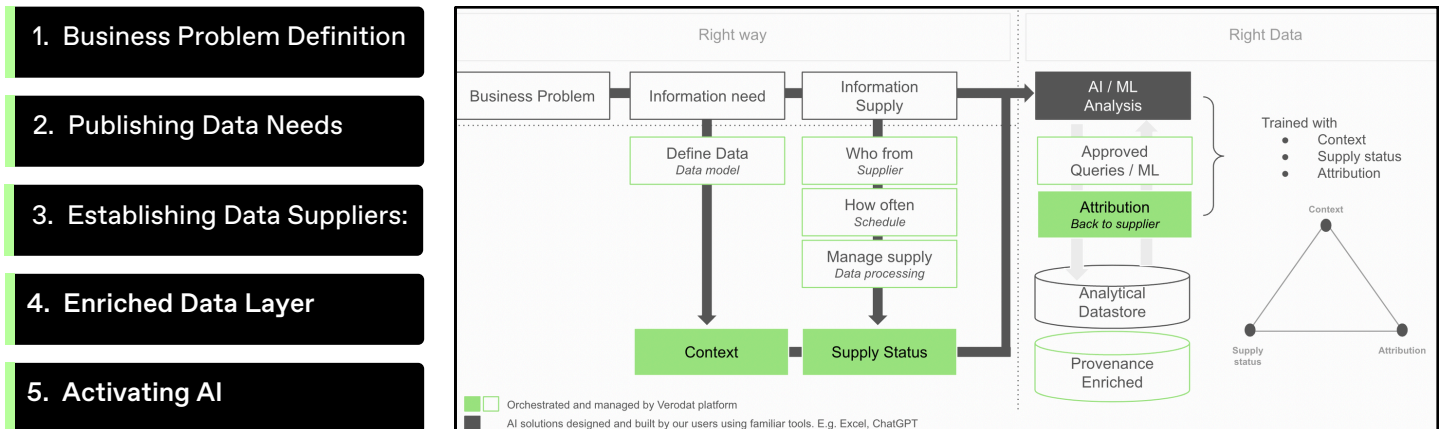 1. Business Problem Definition
2. Publishing Data Needs
3. Establishing Data Suppliers:
4. Enriched Data Layer
5. Activating AI
Right way
Right Data
Business Problem
Information need
Information
Supply
AI / ML
Analysis
Define Data
Data model
Who from
Supplier
How often
Schedule
Manage supply
Data processing
Approved
Queries / ML
Attribution
Back to supplier
Analytical
Datastore
Provenance
Enriched
Context
Supply Status
Trained with
● Context
● Supply status
● Attribution
Context
Supply
status
Attribution
Orchestrated and managed by Verodat platform
AI solutions designed and built by our users using familiar tools. E.g. Excel, ChatGPT